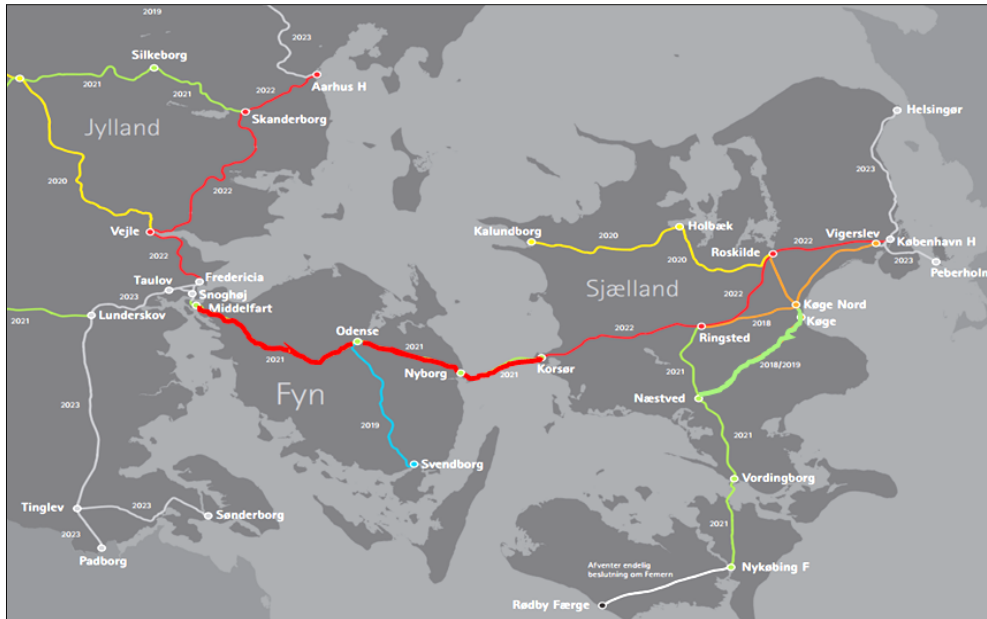 2019
2023
Silkeborg
2021
2021
2022
Aarhus H
Skanderborg
Jylland
Helsingør
2020
2022
2023
Vejle
Kalundborg
2020
Holbæk
2020
Roskilde
2022
Vigerslev
København H
2023
Peberholm
2022
Taulov
Fredericia
2023
Snoghøj
Middelfart
Sjælland
2022
Køge Nord
Køge
2021
Lunderskov
Odense
2021
2022
2018
Ringsted
2021
Nyborg
2021
Korsør
2018/2019
2021
Fyn
Næstved
2023
2019
2021
Svendborg
Vordingborg
Tinglev
2023
Sønderborg
2023
Padborg
2021
Afventer endelig
beslutning om Femern
Nykøbing F
Rødby Færge